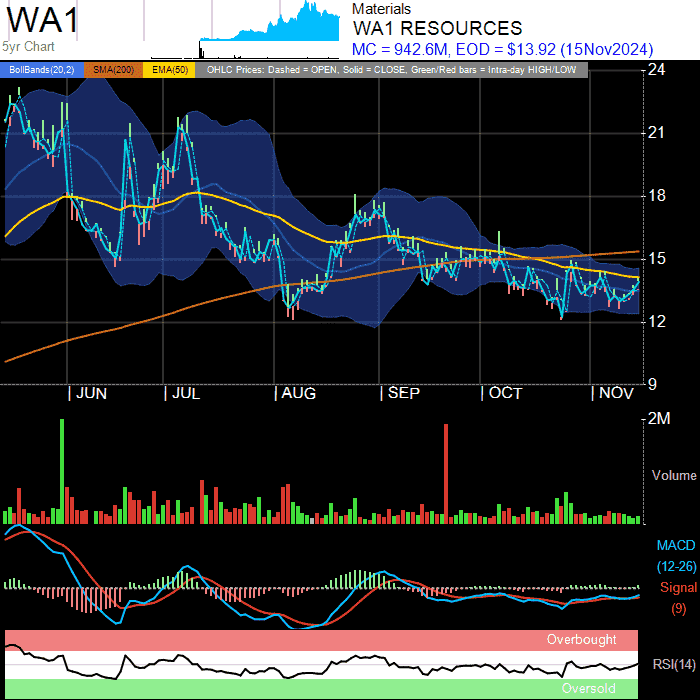 WA1
5yr Chart
Materials
WA1 RESOURCES
MC = 942.6M, EOD = $13.92 (15Nov2024)
BollBands(20,2) SMA(200) EMA(50) OHLC Prices: Dashed = OPEN, Solid = CLOSE, Green/Red bars = Intra-day HIGH/LOW
24
21
18
15
12
9
JUN JUL AUG SEP OCT NOV
2M
Volume
MACD
(12-26)
Signal
(9)
Overbought
RSI(14)
Oversold